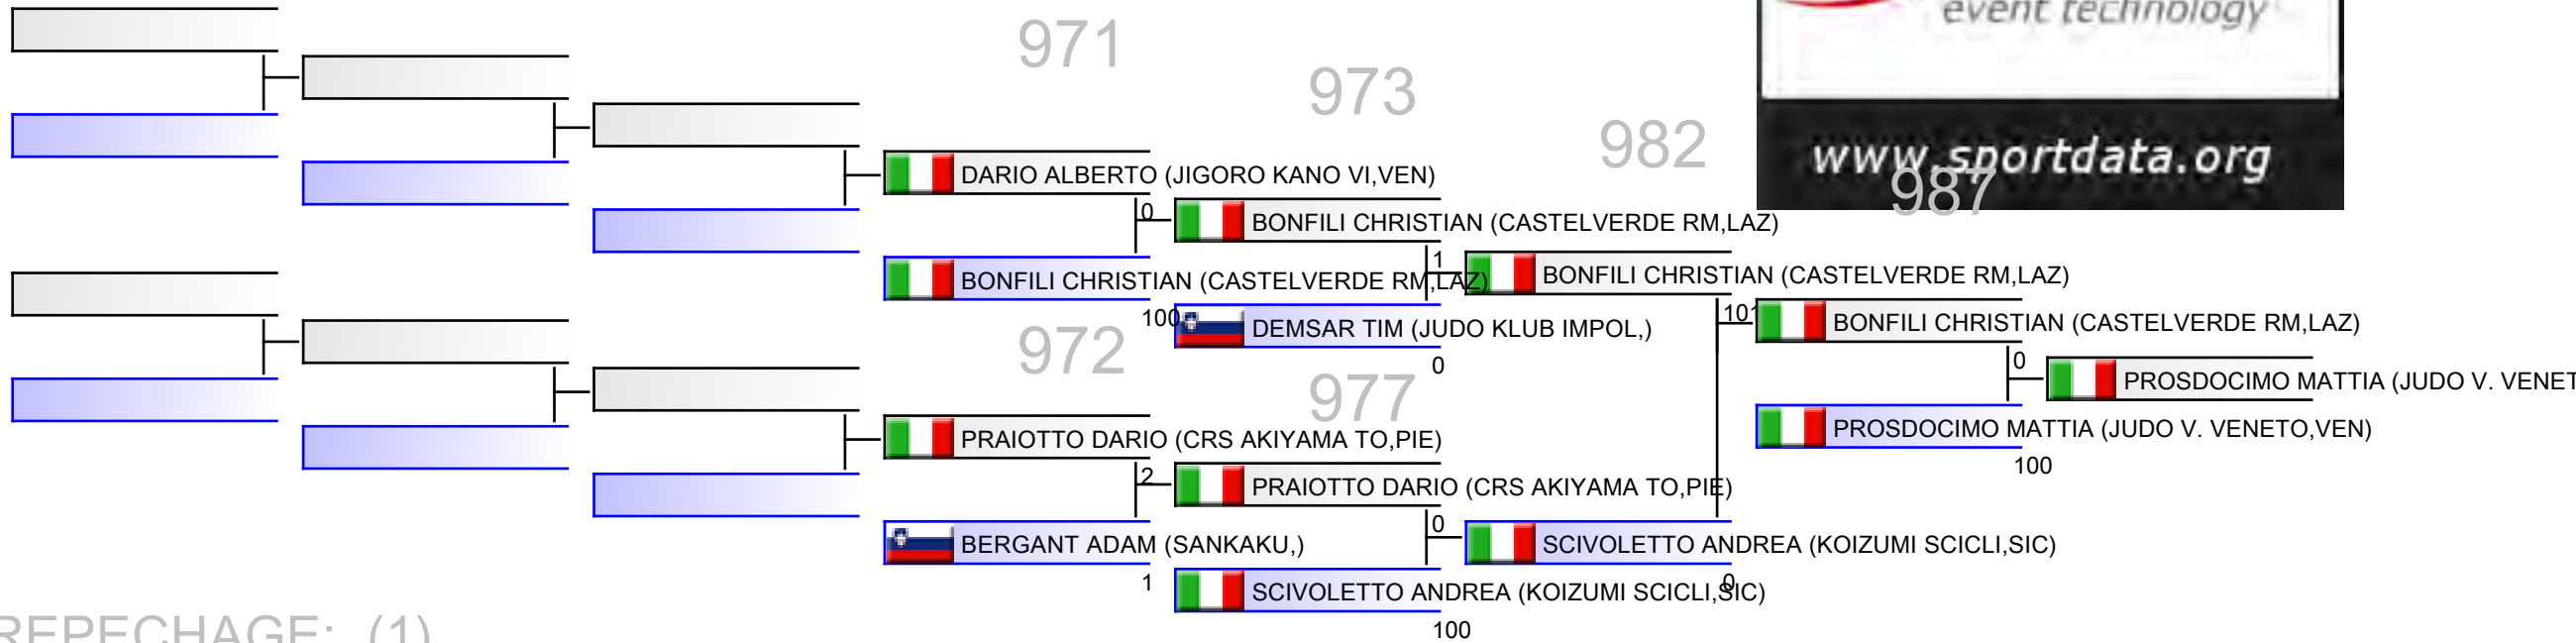 event technology
971
973
982
www.sportdata.org
987
DARIO ALBERTO (JIGORO KANO VI,VEN)
0
BONFILI CHRISTIAN (CASTELVERDE RM,LAZ)
1
BONFILI CHRISTIAN (CASTELVERDE RM,LAZ)
100
BONFILI CHRISTIAN (CASTELVERDE RM,LAZ)
DEMSAR TIM (JUDO KLUB IMPOL,)
0
101
BONFILI CHRISTIAN (CASTELVERDE RM,LAZ)
0
PROSDOCIMO MATTIA (JUDO V. VENET
PROSDOCIMO MATTIA (JUDO V. VENETO,VEN)
100
972
977
PRAIOTTO DARIO (CRS AKIYAMA TO,PIE)
2
PRAIOTTO DARIO (CRS AKIYAMA TO,PIE)
0
BERGANT ADAM (SANKAKU,)
1
SCIVOLETTO ANDREA (KOIZUMI SCICLI,SIC)
0
SCIVOLETTO ANDREA (KOIZUMI SCICLI,SIC)
100
REPECHAGE: (1)